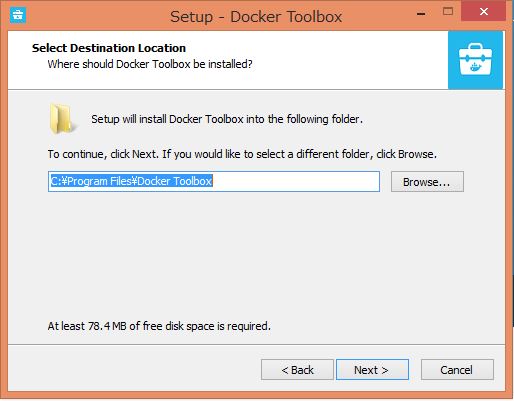 Setup - Docker Toolbox
Select Destination Location
Where should Docker Toolbox be installed?
Setup will install Docker Toolbox into the following folder.
To continue, click Next. If you would like to select a different folder, click Browse.
C:¥Program Files¥Docker Toolbox
Browse...
At least 78.4 MB of free disk space is required.
< Back
Next >
Cancel